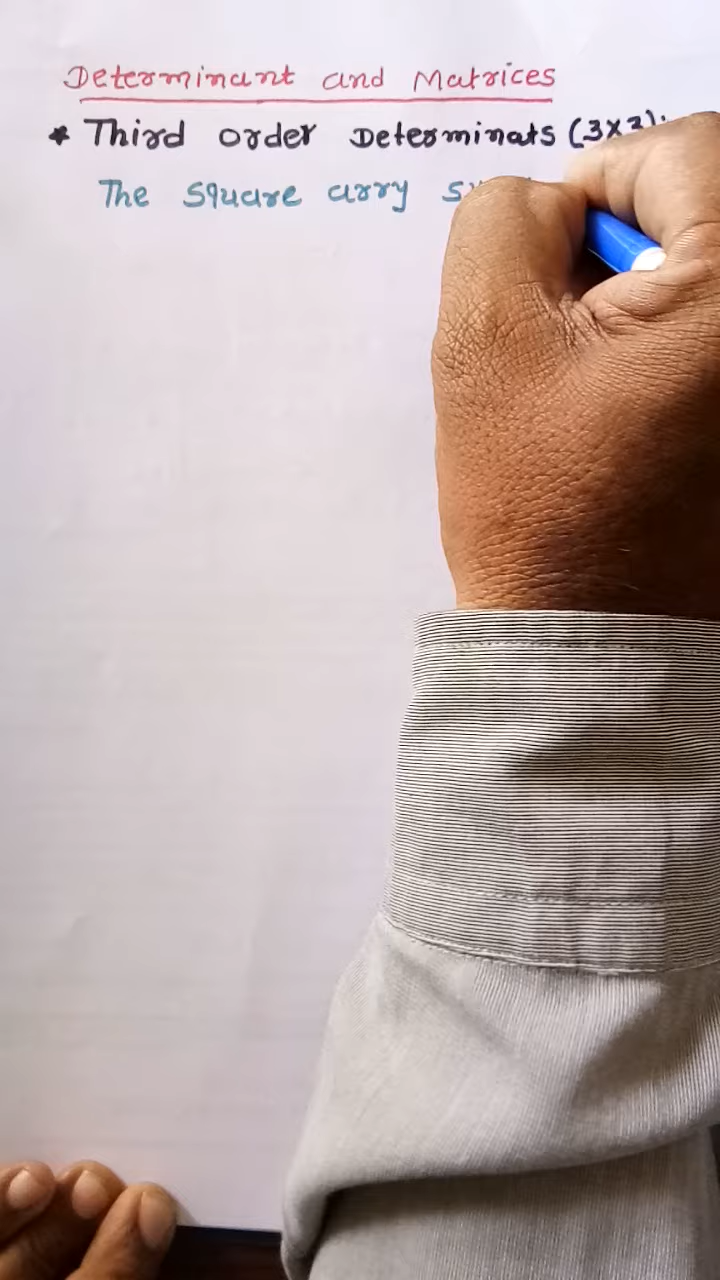 Determinant and Matrices
* Third order Determinats (3x3):
The Square arry